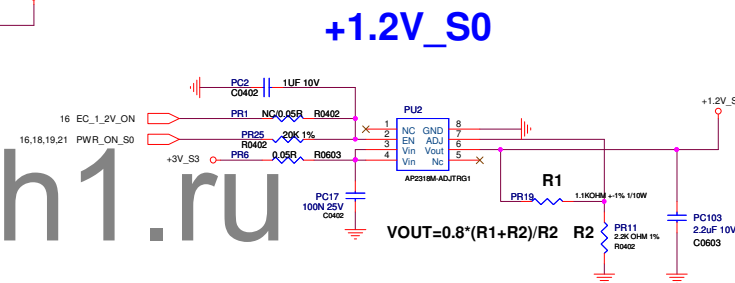 +1.2V_S0
PC2 1UF 10V
C0402
+1.2V_S
16 EC_1_2V_ON PR1 NC/0.05R R0402
PU2
16,18,19,21 PWR_ON_S0 PR25 20K 1%
R0402
+3V_S3 PR6 0.05R R0603
1 NC GND 8
2 EN ADJ 7
3 Vin Vout 6
4 Vin Nc 5
AP2318M-ADJTRG1
PC17
100N 25V
C0402
R1
PR19 1.1KOHM +-1% 1/10W
VOUT=0.8*(R1+R2)/R2 R2
PR11
2.2K OHM 1%
R0402
PC103
2.2uF 10V
C0603
h1.ru